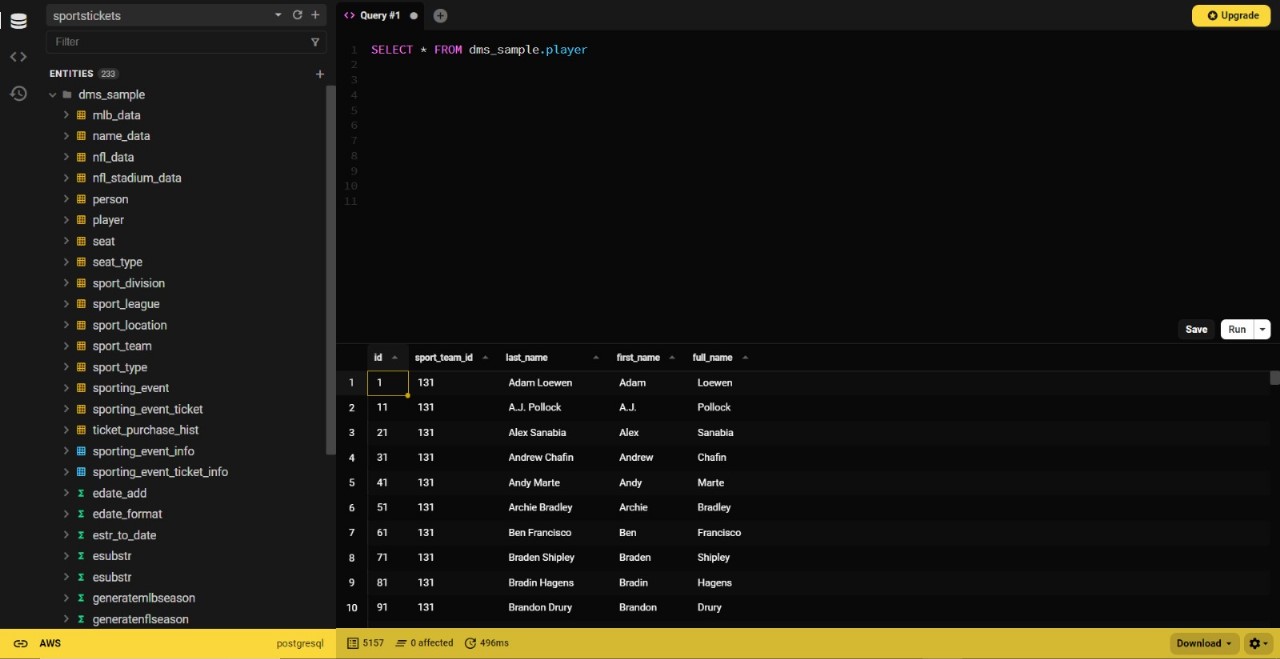 sportstickets
Filter
ENTITIES 233
dms_sample
mlb_data
name_data
nfl_data
nfl_stadium_data
person
player
seat
seat_type
sport_division
sport_league
sport_location
sport_team
sport_type
sporting_event
sporting_event_ticket
ticket_purchase_hist
sporting_event_info
sporting_event_ticket_info
edate_add
edate_format
estr_to_date
esubstr
esubstr
generatemlbseason
generatenflseason
AWS postgresql
Query #1
Upgrade
1 SELECT * FROM dms_sample.player
2
3
4
5
6
7
8
9
10
11
Save Run
id sport_team_id last_name first_name full_name
1 1 131 Adam Loewen Adam Loewen
2 11 131 A.J. Pollock A.J. Pollock
3 21 131 Alex Sanabia Alex Sanabia
4 31 131 Andrew Chafin Andrew Chafin
5 41 131 Andy Marte Andy Marte
6 51 131 Archie Bradley Archie Bradley
7 61 131 Ben Francisco Ben Francisco
8 71 131 Braden Shipley Braden Shipley
9 81 131 Bradin Hagens Bradin Hagens
10 91 131 Brandon Drury Brandon Drury
5157 0 affected 496ms Download